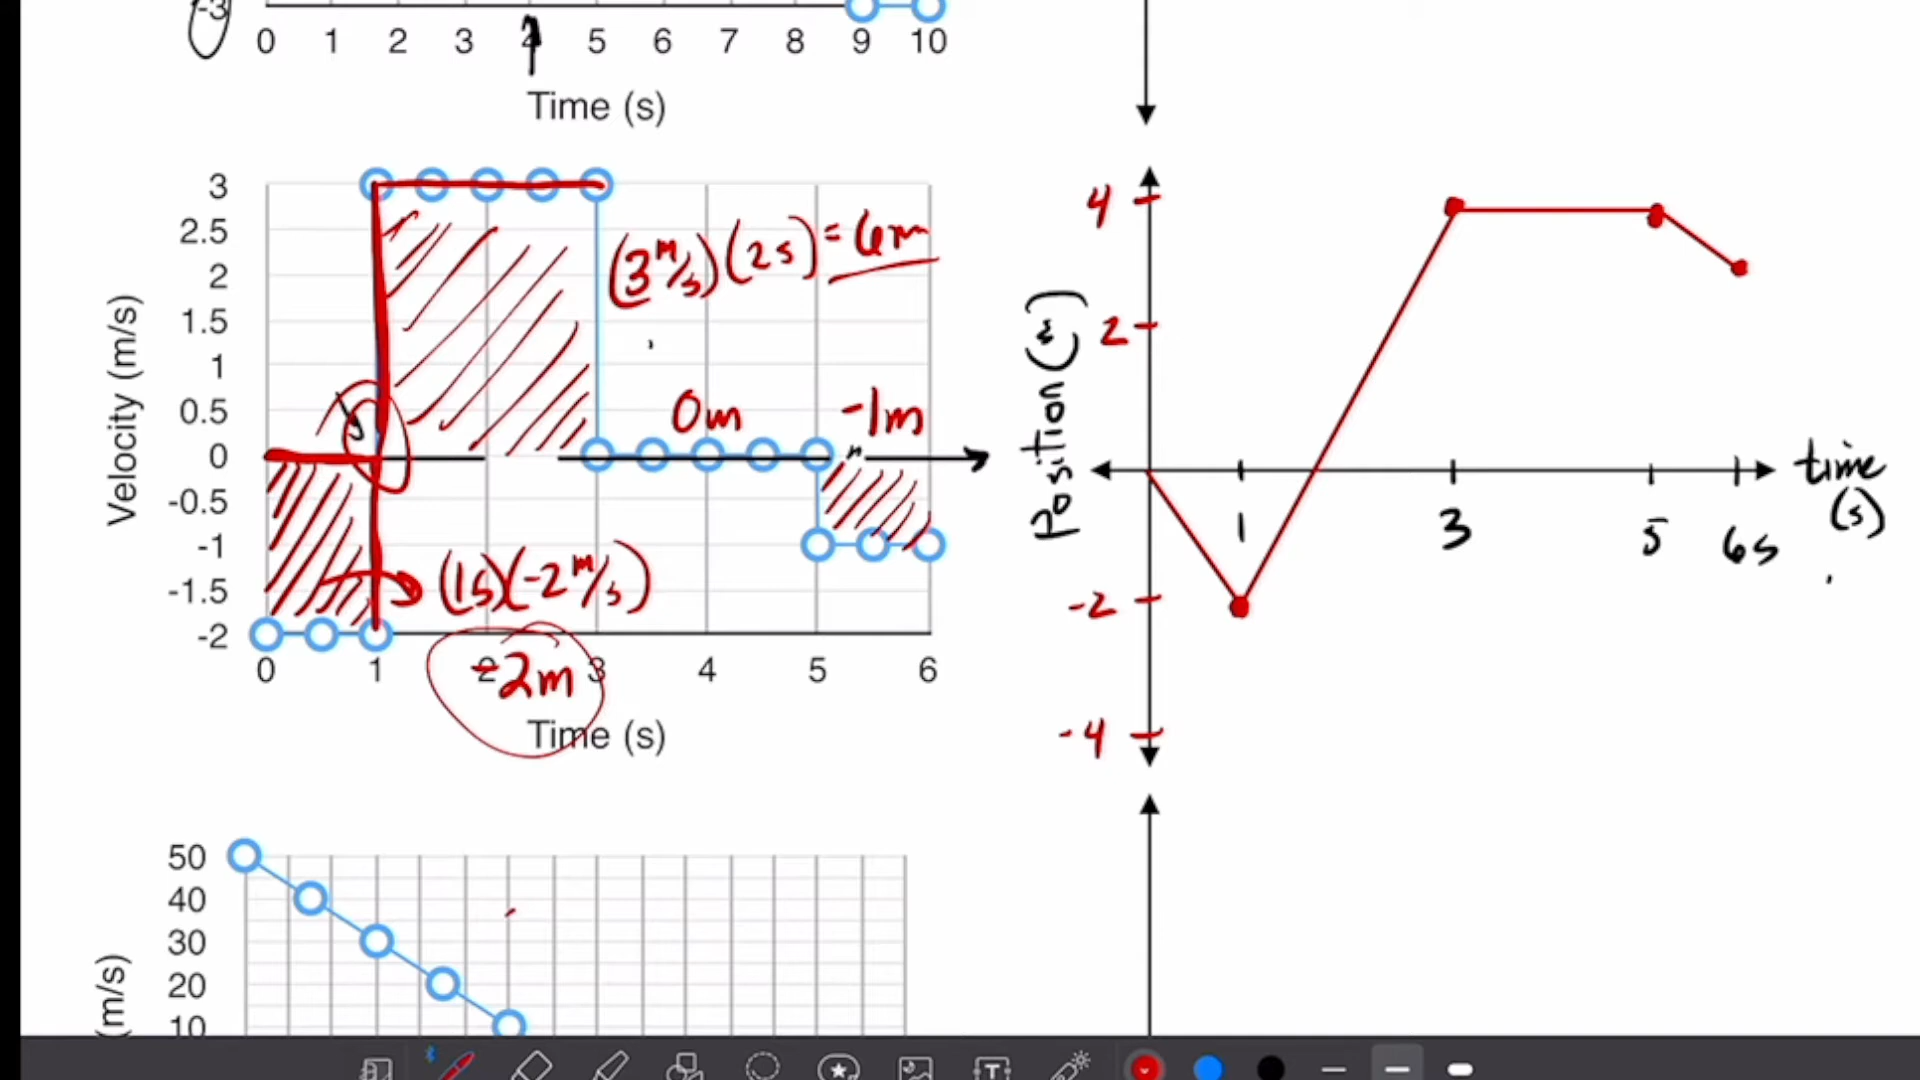 -3
0 1 2 3 4 5 6 7 8 9 10
Time (s)
3
2.5
2
1.5
1
0.5
0
-0.5
-1
-1.5
-2
Velocity (m/s)
(3 m/s)(2s) = 6m
0m
-1m
(1s)(-2 m/s)
-2m
0 1 2 3 4 5 6
Time (s)
4
2
-2
-4
Position (m)
1 3 5 6s
time
(s)
50
40
30
20
10
(m/s)
T